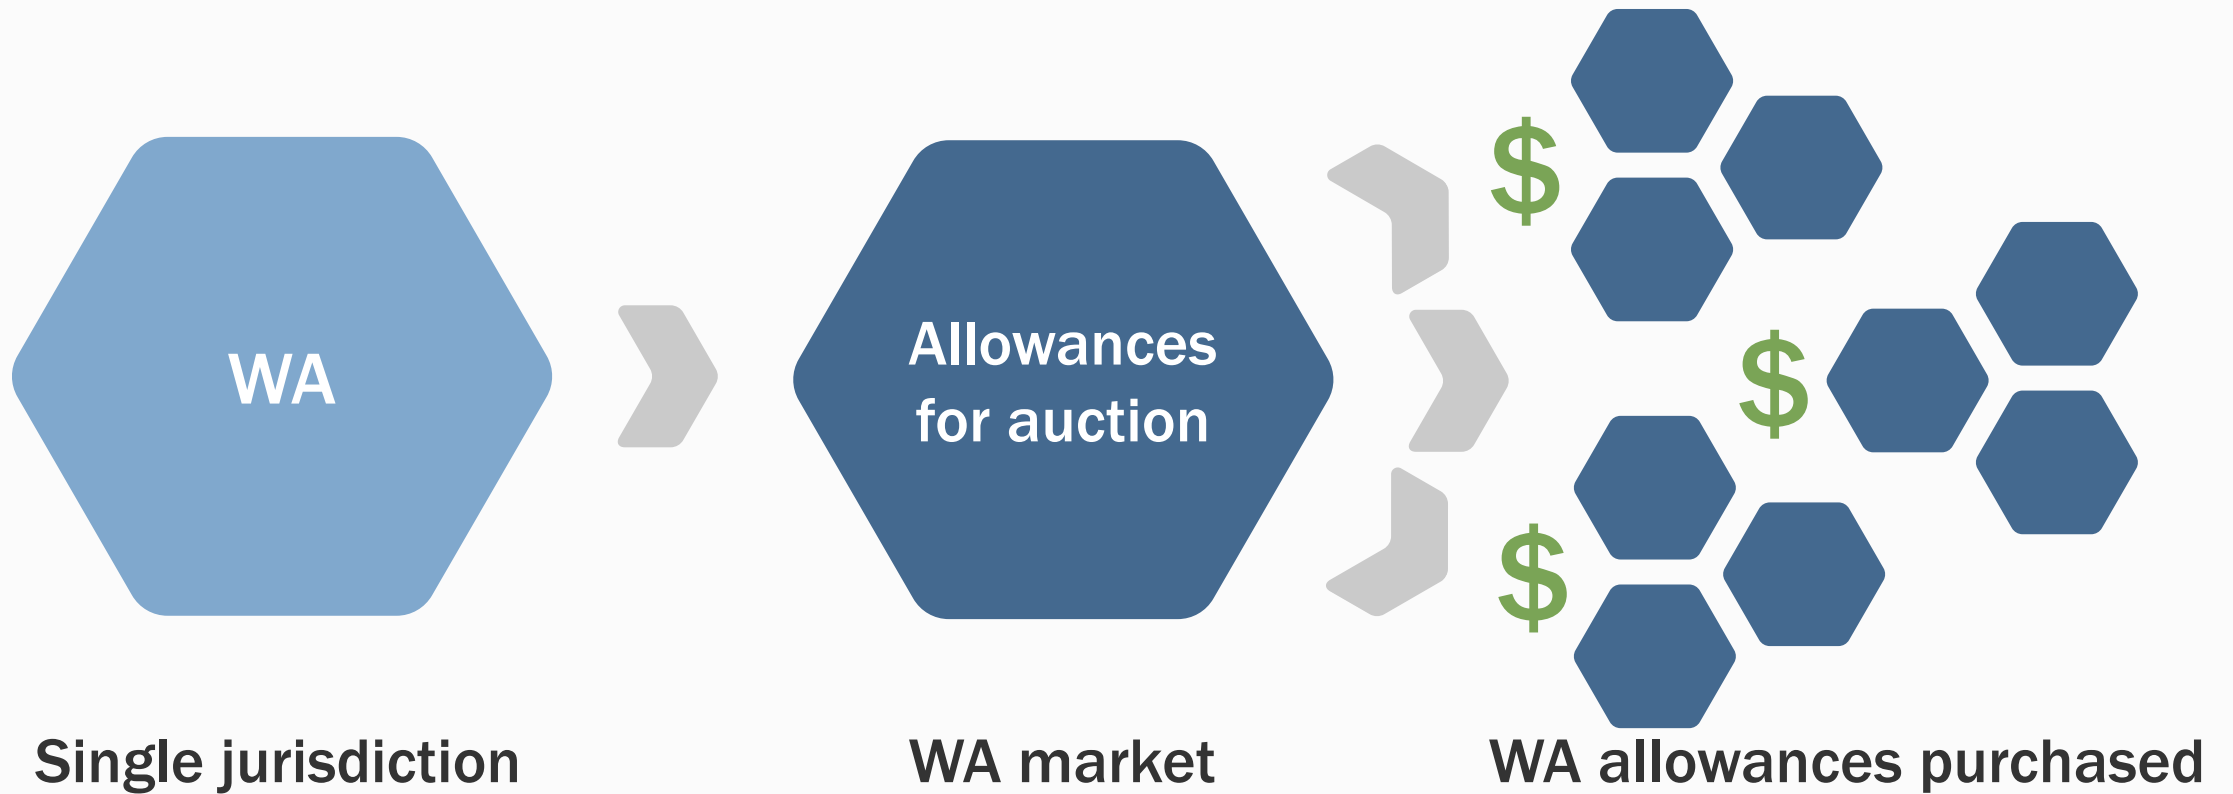 WA
Allowances
for auction
$
$
$
Single jurisdiction
WA market
WA allowances purchased